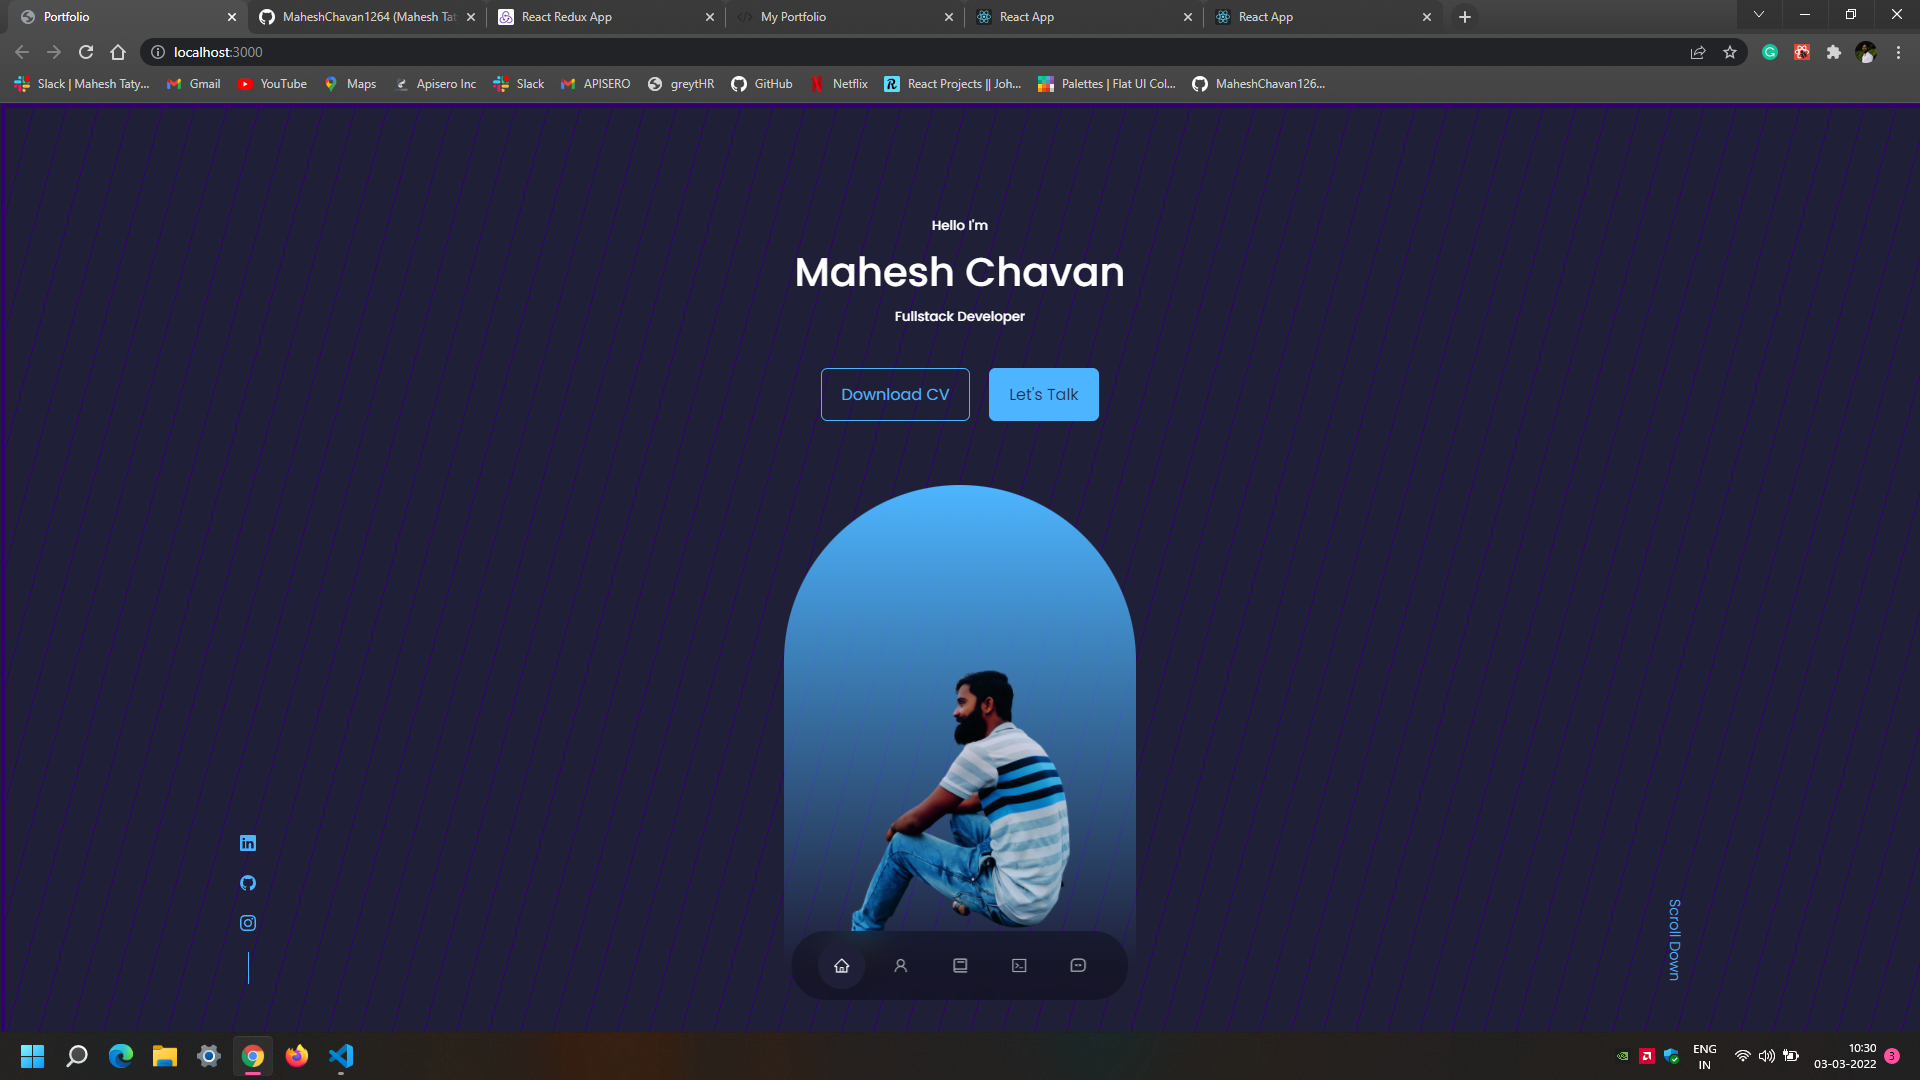 Portfolio
MaheshChavan1264 (Mahesh Tat
React Redux App
My Portfolio
React App
React App
localhost:3000
Slack | Mahesh Taty...
Gmail
YouTube
Maps
Apisero Inc
Slack
APISERO
greytHR
GitHub
Netflix
React Projects || Joh...
Palettes | Flat UI Col...
MaheshChavan126...
Hello I'm
Mahesh Chavan
Fullstack Developer
Download CV
Let's Talk
Scroll Down
ENG
IN
10:30
03-03-2022
3